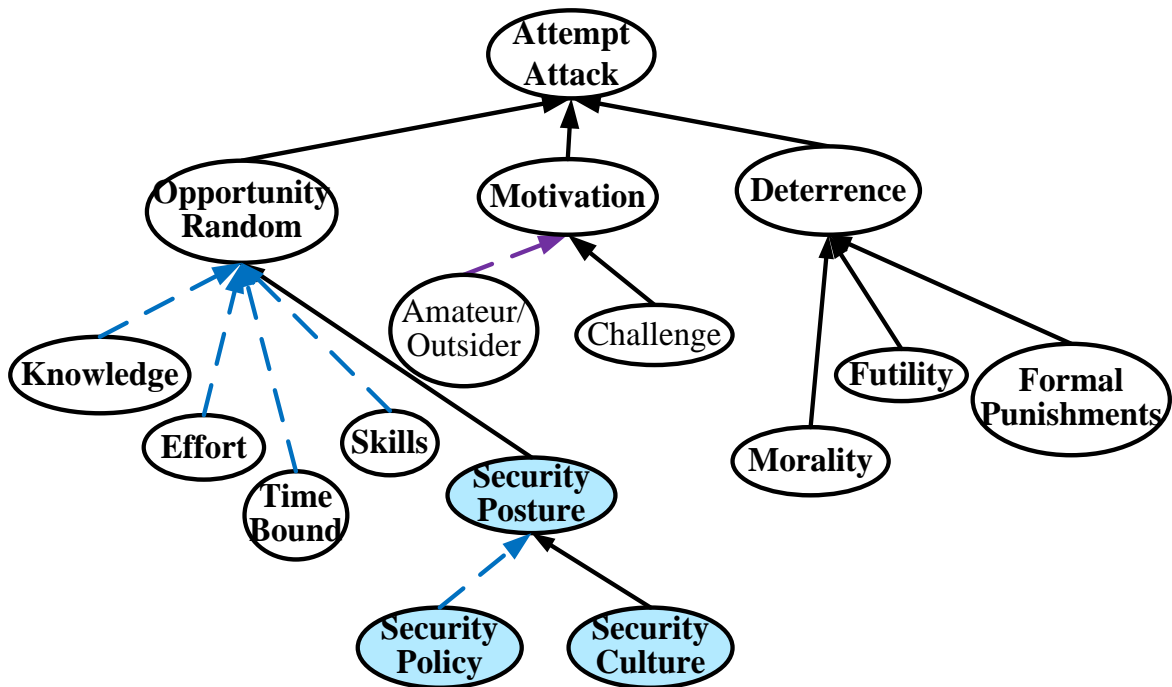 Attempt
Attack
Opportunity
Random
Motivation
Deterrence
Amateur/
Outsider
Challenge
Knowledge
Effort
Time
Bound
Skills
Futility
Formal
Punishments
Morality
Security
Posture
Security
Policy
Security
Culture